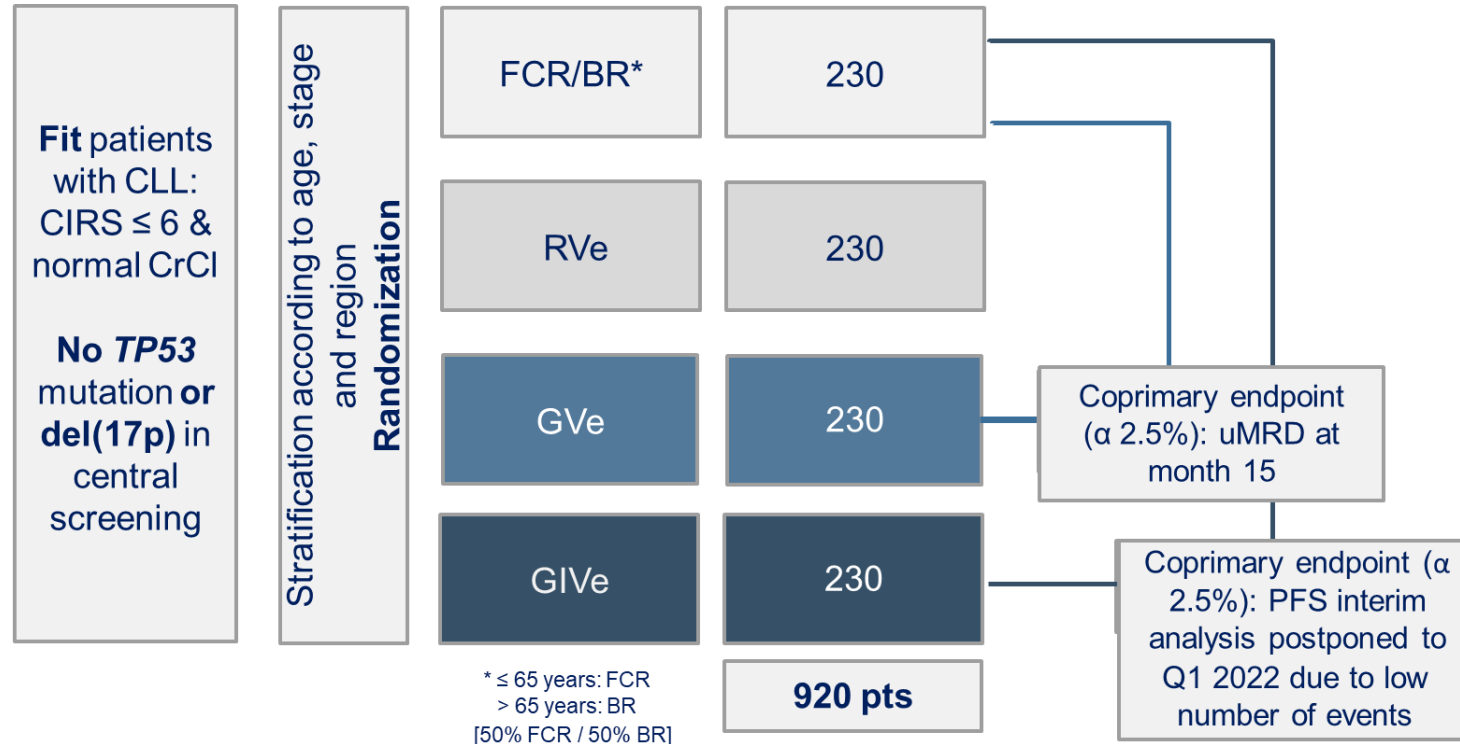 Fit patients
with CLL:
CIRS ≤ 6 &
normal CrCl
No TP53
mutation or
del(17p) in
central
screening
Stratification according to age, stage
and region
Randomization
FCR/BR*
230
RVe
230
GVe
230
GIVe
230
* ≤ 65 years: FCR
> 65 years: BR
[50% FCR / 50% BR]
920 pts
Coprimary endpoint
(α 2.5%): uMRD at
month 15
Coprimary endpoint (α
2.5%): PFS interim
analysis postponed to
Q1 2022 due to low
number of events